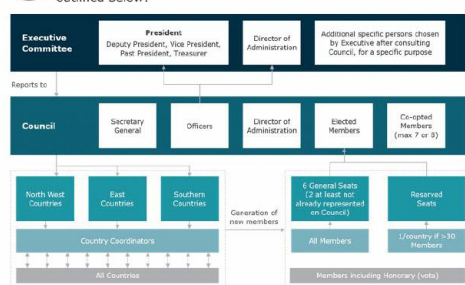 outlined below:
Executive
Committee
President
Deputy President, Vice President,
Past President, Treasurer
Director of
Administration
Additional specific persons chosen
by Executive after consulting
Council, for a specific purpose
Reports to
Council
Secretary
General
Officers
Director of
Administration
Elected
Members
Co-opted
Members
(max 7 or 8)
North West
Countries
East
Countries
Southern
Countries
Country Coordinators
All Countries
Generation of
new members
6 General Seats
(2 at least not
already represented
on Council)
All Members
Reserved
Seats
1/country if >30
Members
Members including Honorary (vote)